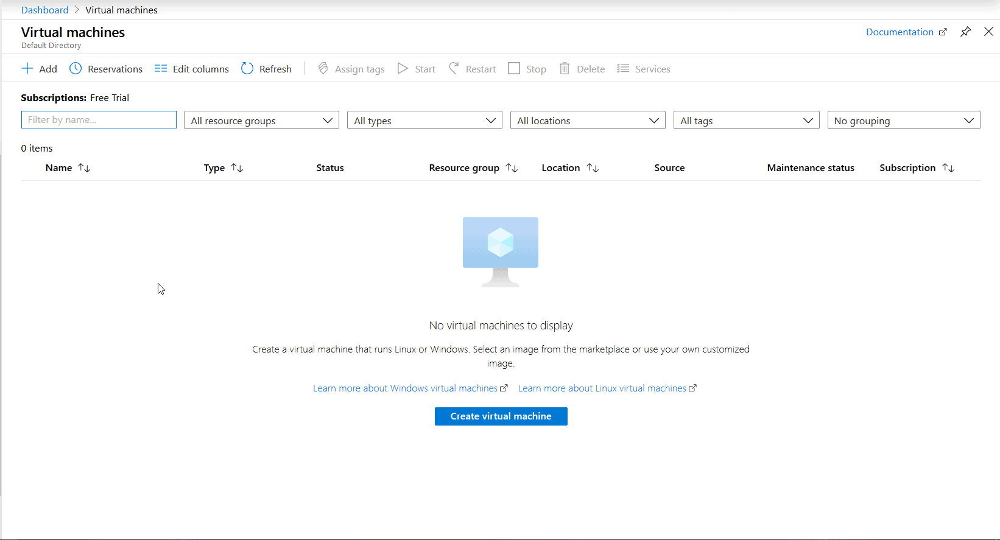 Dashboard > Virtual machines
Virtual machines
Default Directory
Documentation
Add Reservations Edit columns Refresh Assign tags Start Restart Stop Delete Services
Subscriptions: Free Trial
Filter by name... All resource groups All types All locations All tags No grouping
0 items
Name Type Status Resource group Location Source Maintenance status Subscription
No virtual machines to display
Create a virtual machine that runs Linux or Windows. Select an image from the marketplace or use your own customized
image.
Learn more about Windows virtual machines Learn more about Linux virtual machines
Create virtual machine